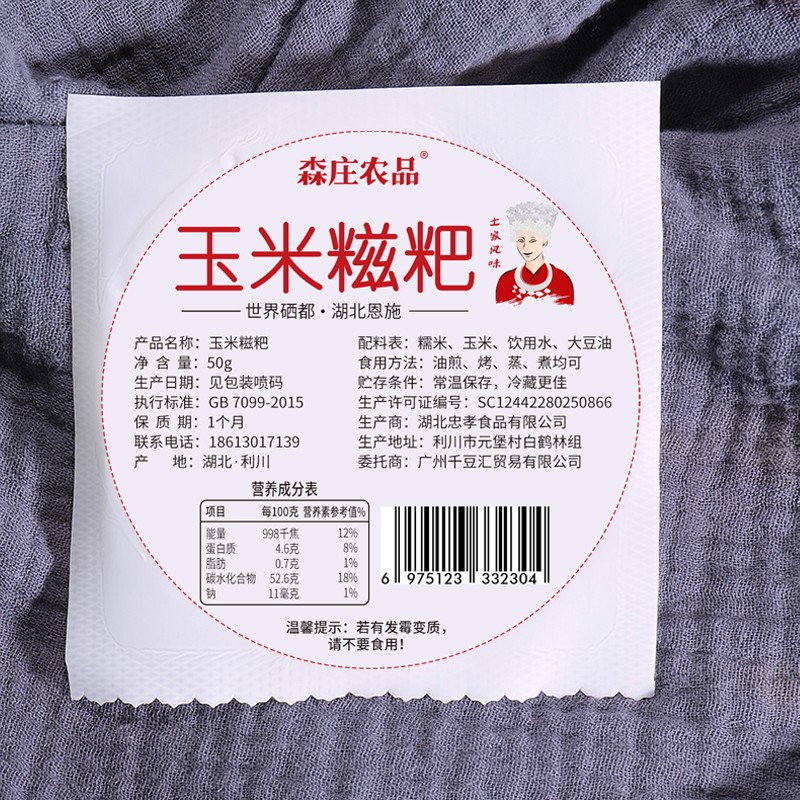 森庄农品®
玉米糍粑
土家风味
世界硒都·湖北恩施
产品名称：玉米糍粑
净 含 量：50g
生产日期：见包装喷码
执行标准：GB 7099-2015
保 质 期：1个月
联系电话：18613017139
产 地：湖北·利川
配料表：糯米、玉米、饮用水、大豆油
食用方法：油煎、烤、蒸、煮均可
贮存条件：常温保存，冷藏更佳
生产许可证编号：SC12442280250866
生产商：湖北忠孝食品有限公司
生产地址：利川市元堡村白鹤林组
委托商：广州千豆汇贸易有限公司
营养成分表
项目 每100克 营养素参考值%
能量 998千焦 12%
蛋白质 4.6克 8%
脂肪 0.7克 1%
碳水化合物 52.6克 18%
钠 11毫克 1%
6 975123 332304
温馨提示：若有发霉变质，
请不要食用！